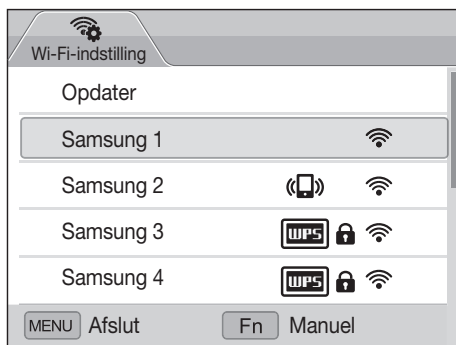 Wi-Fi-indstilling
Opdater
Samsung 1
Samsung 2
Samsung 3 WPS
Samsung 4 WPS
MENU Afslut Fn Manuel